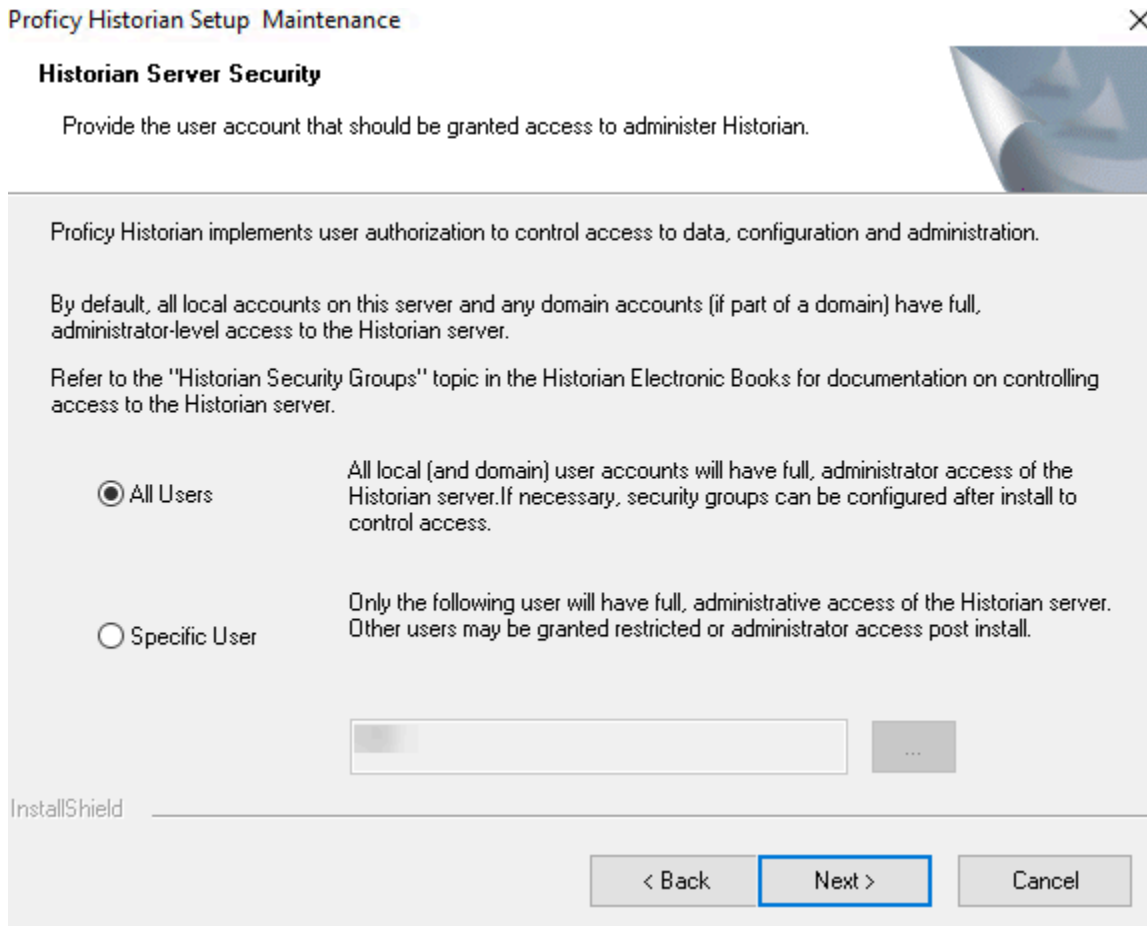 Proficy Historian Setup  Maintenance
Historian Server Security
Provide the user account that should be granted access to administer Historian.
Proficy Historian implements user authorization to control access to data, configuration and administration.
By default, all local accounts on this server and any domain accounts (if part of a domain) have full,
administrator-level access to the Historian server.
Refer to the "Historian Security Groups" topic in the Historian Electronic Books for documentation on controlling
access to the Historian server.
All Users
All local (and domain) user accounts will have full, administrator access of the
Historian server.If necessary, security groups can be configured after install to
control access.
Specific User
Only the following user will have full, administrative access of the Historian server.
Other users may be granted restricted or administrator access post install.
...
InstallShield
< Back
Next >
Cancel